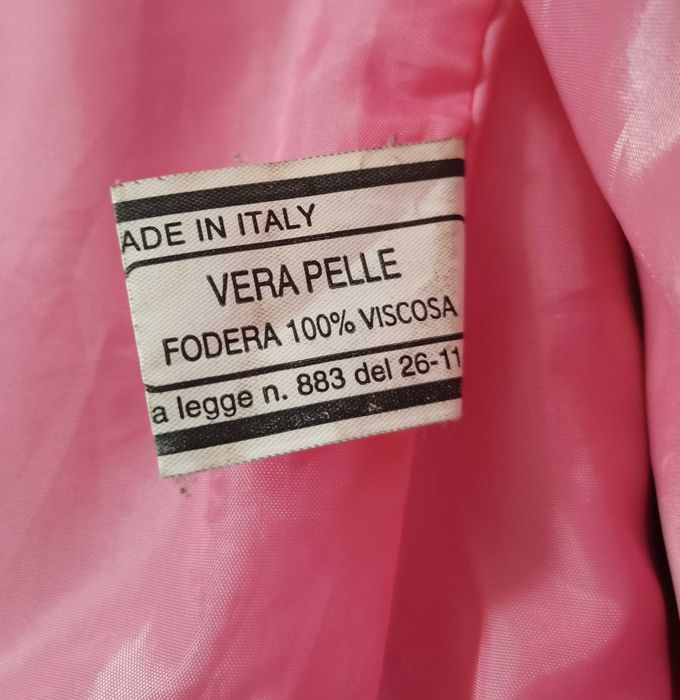 ADE IN ITALY
VERA PELLE
FODERA 100% VISCOSA
a legge n. 883 del 26-11